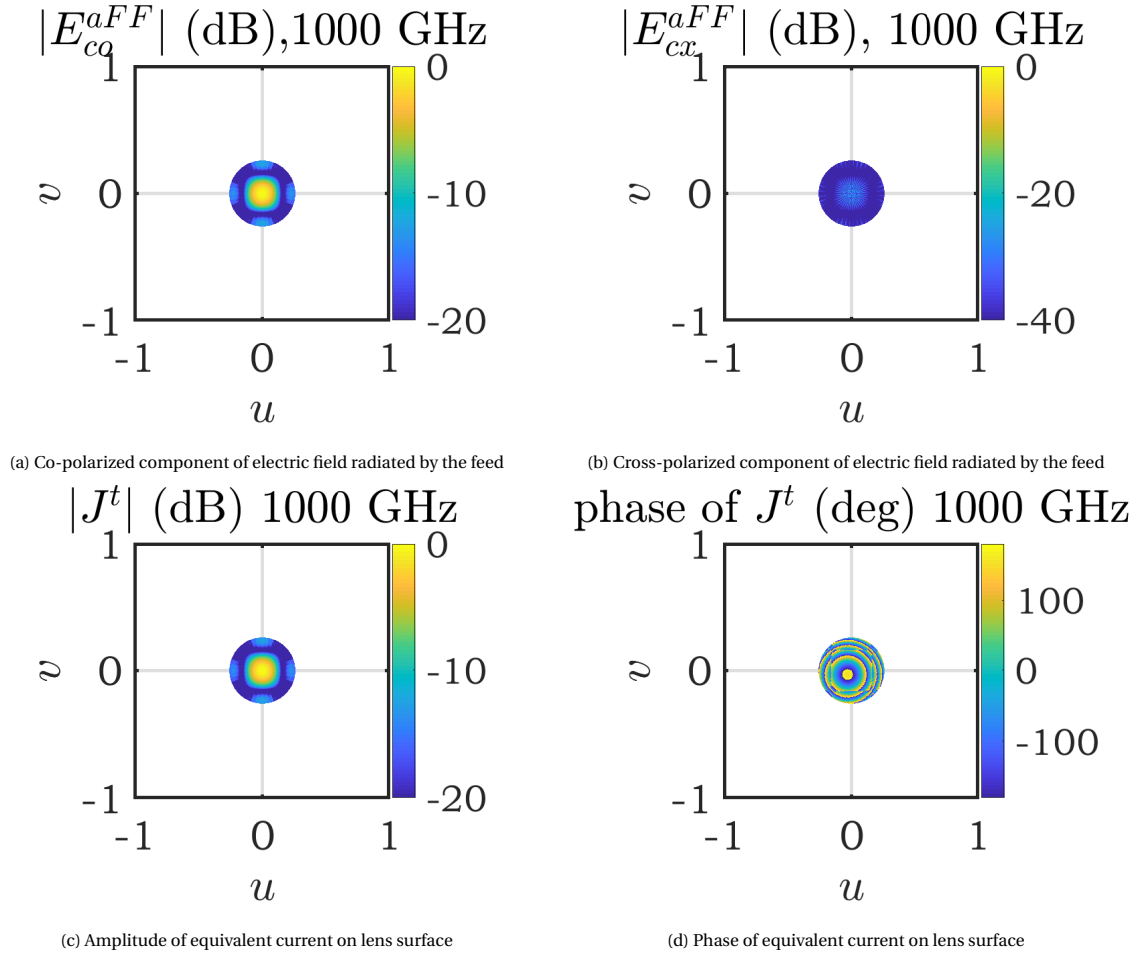 |E_{co}^{aFF}| (dB),1000 GHz
|E_{cx}^{aFF}| (dB), 1000 GHz
1
0
-1
v
-1 0 1
u
0
-10
-20
1
0
-1
v
-1 0 1
u
0
-20
-40
(a) Co-polarized component of electric field radiated by the feed
(b) Cross-polarized component of electric field radiated by the feed
|J^t| (dB) 1000 GHz
phase of J^t (deg) 1000 GHz
1
0
-1
v
-1 0 1
u
0
-10
-20
1
0
-1
v
-1 0 1
u
100
0
-100
(c) Amplitude of equivalent current on lens surface
(d) Phase of equivalent current on lens surface